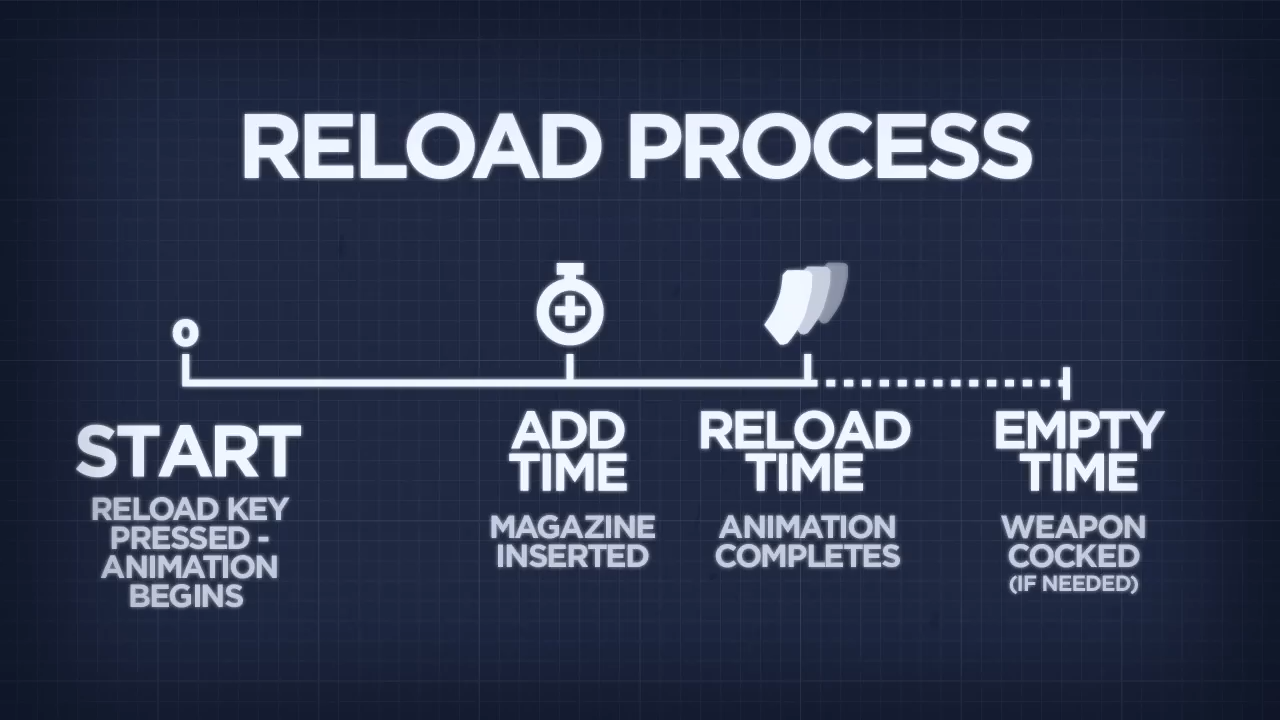 RELOAD PROCESS
0
START
RELOAD KEY
PRESSED -
ANIMATION
BEGINS
ADD
TIME
MAGAZINE
INSERTED
RELOAD
TIME
ANIMATION
COMPLETES
EMPTY
TIME
WEAPON
COCKED
(IF NEEDED)